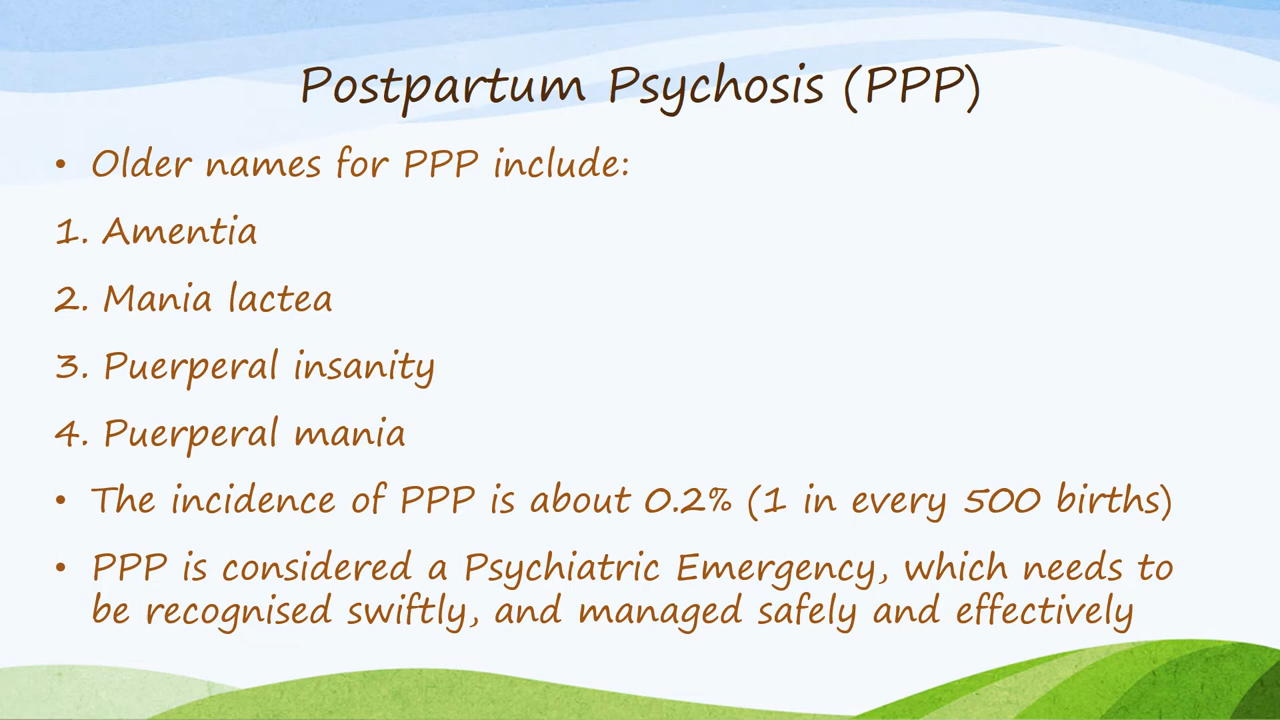 Postpartum Psychosis (PPP)
• Older names for PPP include:
1. Amentia
2. Mania lactea
3. Puerperal insanity
4. Puerperal mania
• The incidence of PPP is about 0.2% (1 in every 500 births)
• PPP is considered a Psychiatric Emergency, which needs to
be recognised swiftly, and managed safely and effectively